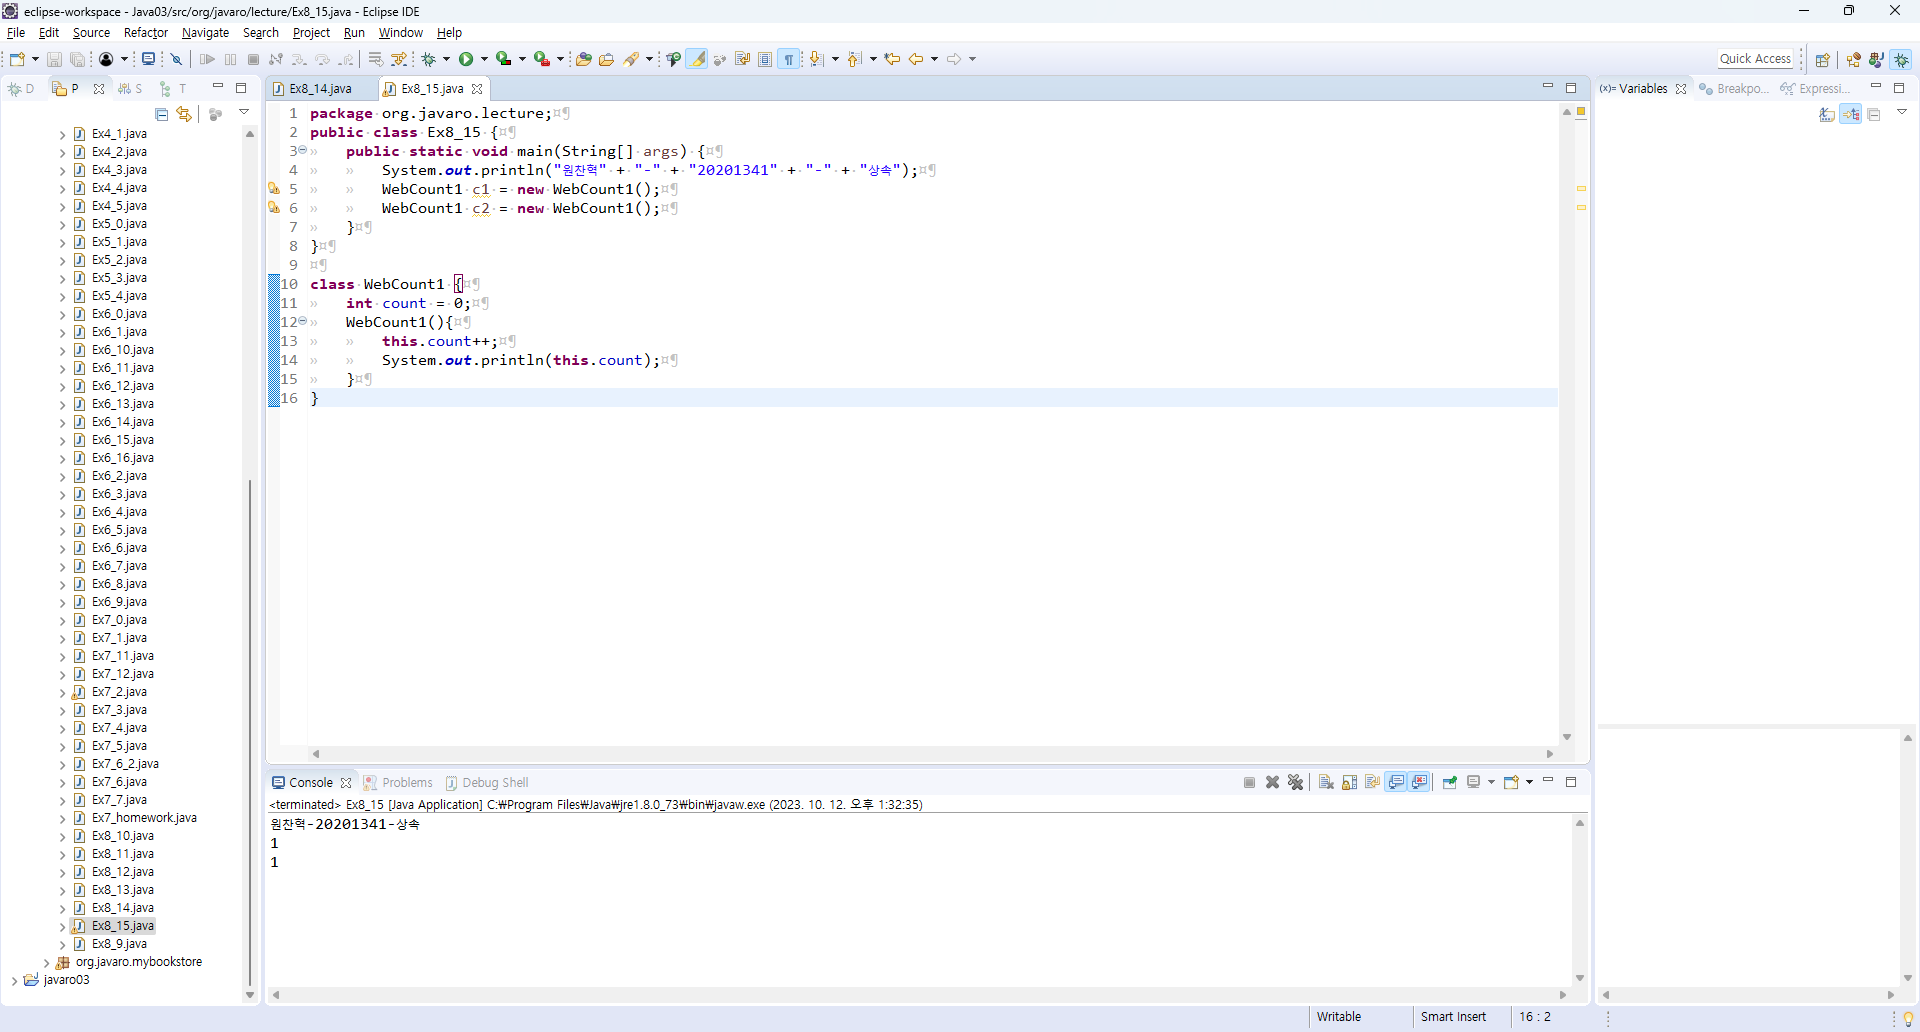 eclipse-workspace - Java03/src/org/javaro/lecture/Ex8_15.java - Eclipse IDE
File Edit Source Refactor Navigate Search Project Run Window Help
Quick Access
D P S T
Ex4_1.java
Ex4_2.java
Ex4_3.java
Ex4_4.java
Ex4_5.java
Ex5_0.java
Ex5_1.java
Ex5_2.java
Ex5_3.java
Ex5_4.java
Ex6_0.java
Ex6_1.java
Ex6_10.java
Ex6_11.java
Ex6_12.java
Ex6_13.java
Ex6_14.java
Ex6_15.java
Ex6_16.java
Ex6_2.java
Ex6_3.java
Ex6_4.java
Ex6_5.java
Ex6_6.java
Ex6_7.java
Ex6_8.java
Ex6_9.java
Ex7_0.java
Ex7_1.java
Ex7_11.java
Ex7_12.java
Ex7_2.java
Ex7_3.java
Ex7_4.java
Ex7_5.java
Ex7_6_2.java
Ex7_6.java
Ex7_7.java
Ex7_homework.java
Ex8_10.java
Ex8_11.java
Ex8_12.java
Ex8_13.java
Ex8_14.java
Ex8_15.java
Ex8_9.java
org.javaro.mybookstore
javaro03
Ex8_14.java Ex8_15.java
1 package·org.javaro.lecture;¤¶
2 public·class·Ex8_15·{¤¶
3 » public·static·void·main(String[]·args)·{¤¶
4 » » System.out.println("원찬혁"·+·"-"·+·"20201341"·+·"-"·+·"상속");¤¶
5 » » WebCount1·c1·=·new·WebCount1();¤¶
6 » » WebCount1·c2·=·new·WebCount1();¤¶
7 » }¤¶
8 }¤¶
9 ¤¶
10 class·WebCount1·{¤¶
11 » int·count·=·0;¤¶
12 » WebCount1(){¤¶
13 » » this.count++;¤¶
14 » » System.out.println(this.count);¤¶
15 » }¤¶
16 }
(x)= Variables Breakpo... Expressi...
Console Problems Debug Shell
<terminated> Ex8_15 [Java Application] C:₩Program Files₩Java₩jre1.8.0_73₩bin₩javaw.exe (2023. 10. 12. 오후 1:32:35)
원찬혁-20201341-상속
1
1
Writable Smart Insert 16 : 2